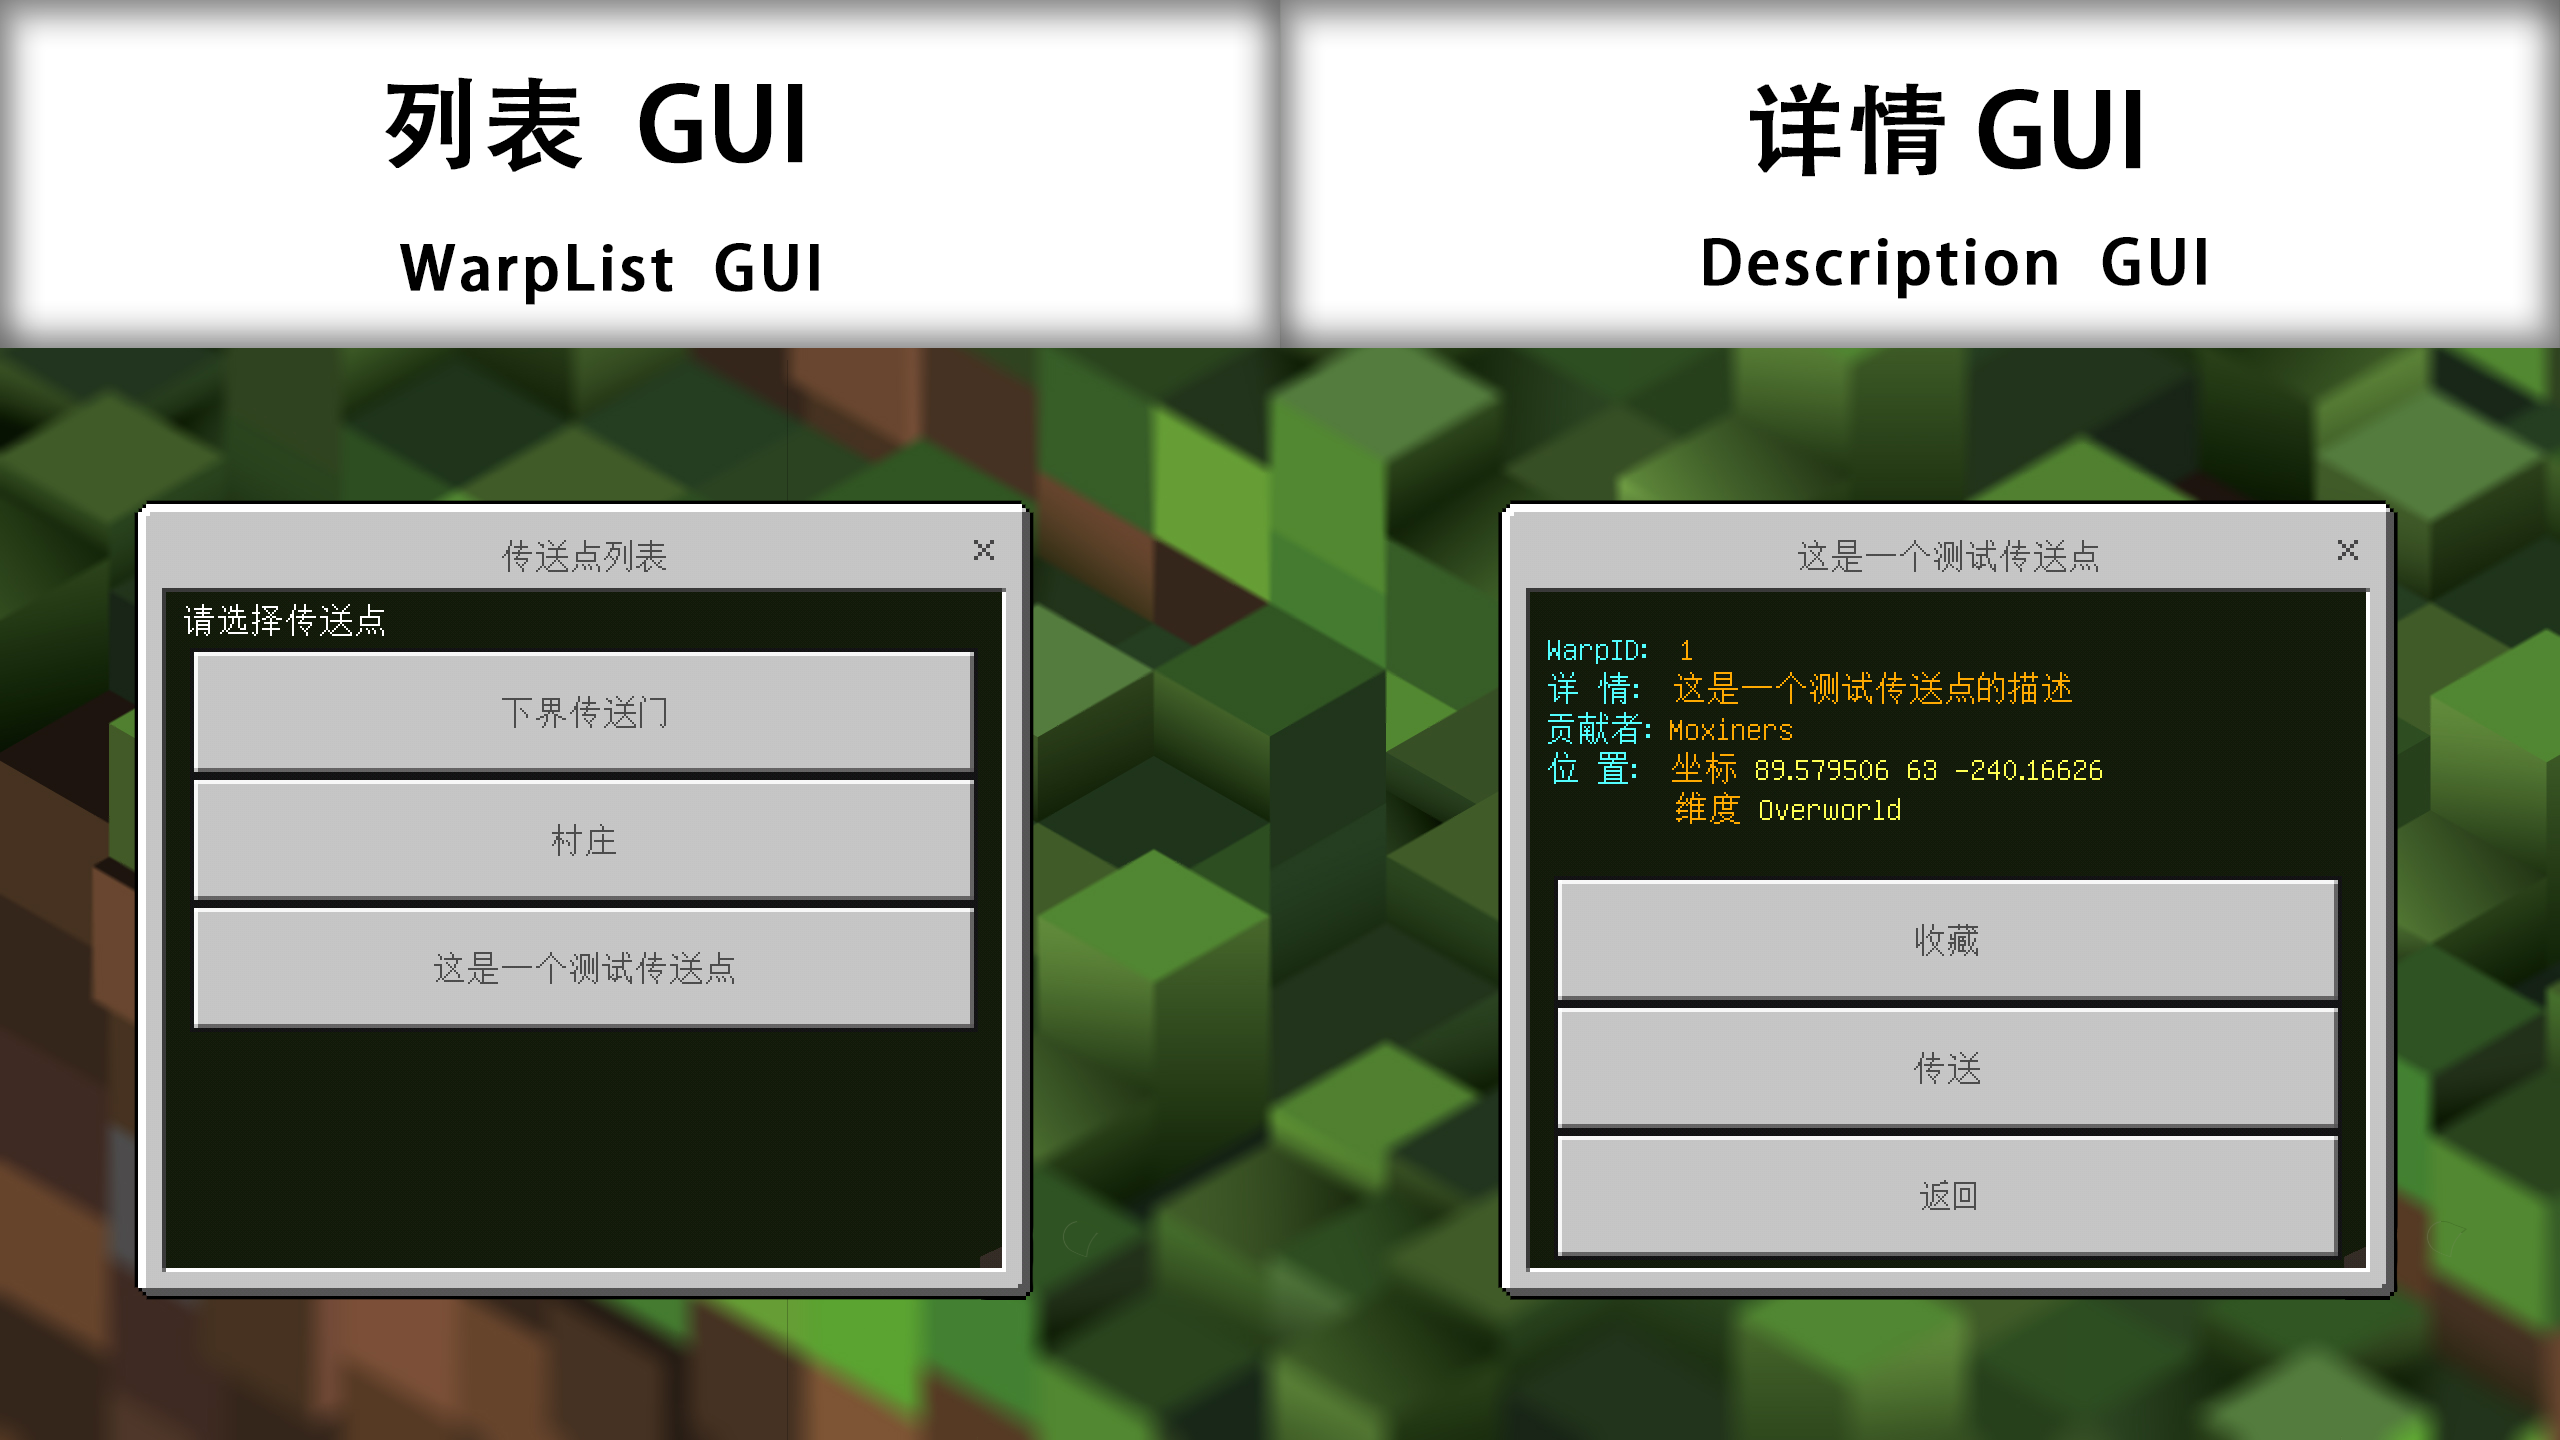 列表 GUI
WarpList GUI
传送点列表
请选择传送点
下界传送门
村庄
这是一个测试传送点
详情 GUI
Description GUI
这是一个测试传送点
WarpID: 1
详 情: 这是一个测试传送点的描述
贡献者: Moxiners
位 置: 坐标 89.579506 63 -240.16626
维度 Overworld
收藏
传送
返回